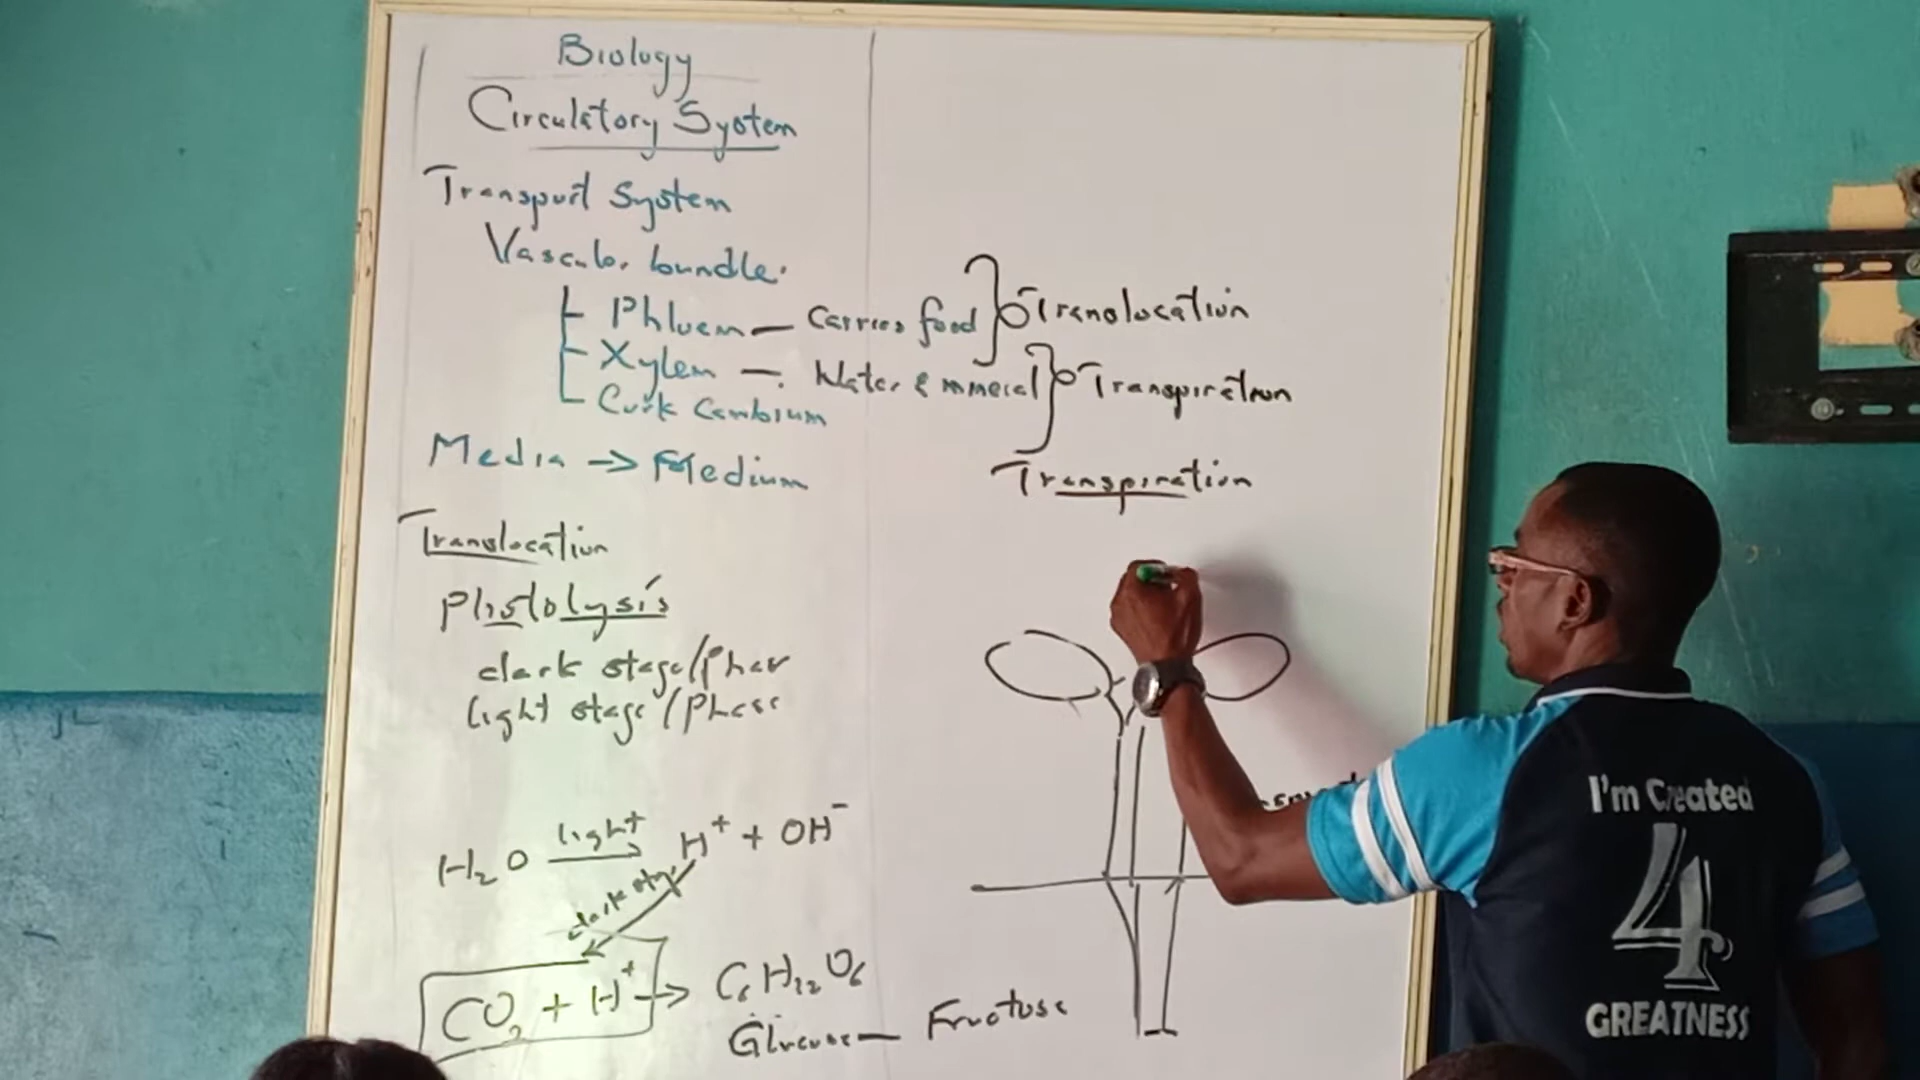 Biology
Circulatory System
Transport System
Vascular bundle.
Phloem — Carries food } Translocation
Xylem — Water & mineral } Transpiration
Cork Cambium
Media → Medium
Translocation
Photolysis
dark stage/Phase
light stage/Phase
H₂O light→ H⁺ + OH⁻
dark stage
CO₂ + H⁺ → C₆H₁₂O₆
Glucose — Fructose
Transpiration
I'm Created
4
GREATNESS